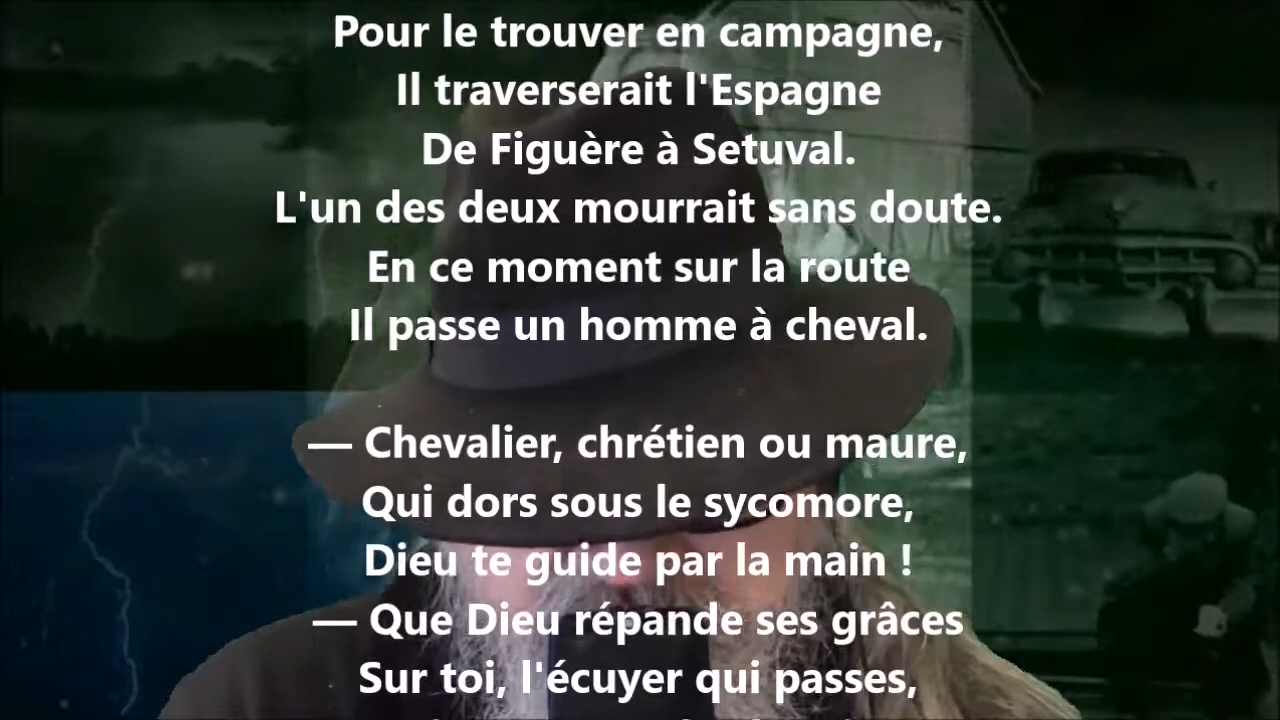 Pour le trouver en campagne,
Il traverserait l'Espagne
De Figuère à Setuval.
L'un des deux mourrait sans doute.
En ce moment sur la route
Il passe un homme à cheval.
— Chevalier, chrétien ou maure,
Qui dors sous le sycomore,
Dieu te guide par la main !
— Que Dieu répande ses grâces
Sur toi, l'écuyer qui passes,